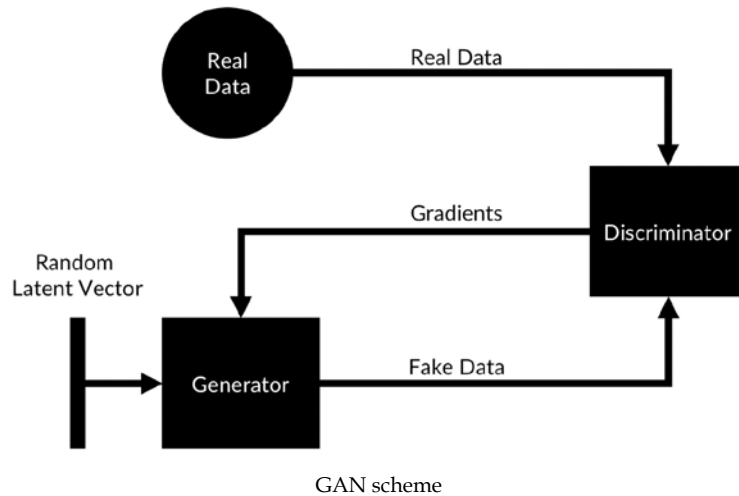 Real
Data
Real Data
Gradients
Discriminator
Random
Latent Vector
Generator
Fake Data
GAN scheme